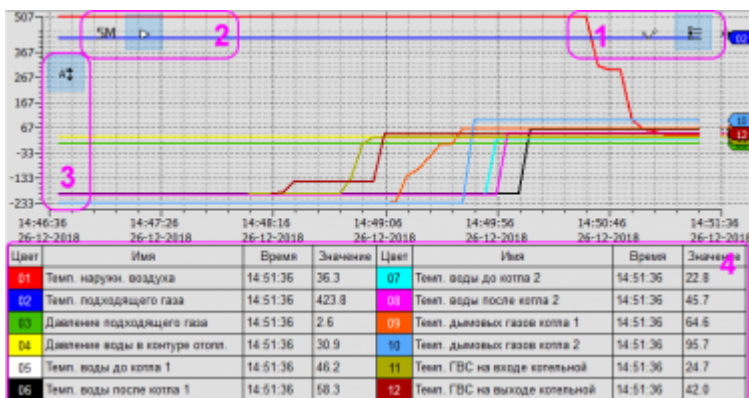 507
367
267
167
67
-33
-133
-233
5M
2
1
3
02
10
12
14:46:36 14:47:26 14:48:16 14:49:06 14:49:56 14:50:46 14:51:36
26-12-2018 26-12-2018 26-12-2018 26-12-2018 26-12-2018 26-12-2018 26-12-2018
4
Цвет Имя Время Значение Цвет Имя Время Значение
01 Темп. наружн. воздуха 14:51:36 36.3 07 Темп. воды до котла 2 14:51:36 22.8
02 Темп. подходящего газа 14:51:36 423.8 08 Темп. воды после котла 2 14:51:36 45.7
03 Давление подходящего газа 14:51:36 2.6 09 Темп. дымовых газов котла 1 14:51:36 64.6
04 Давление воды в контуре отопл. 14:51:36 30.9 10 Темп. дымовых газов котла 2 14:51:36 95.7
05 Темп. воды до котла 1 14:51:36 46.2 11 Темп. ГВС на входе котельной 14:51:36 24.7
06 Темп. воды после котла 1 14:51:36 58.3 12 Темп. ГВС на выходе котельной 14:51:36 42.0